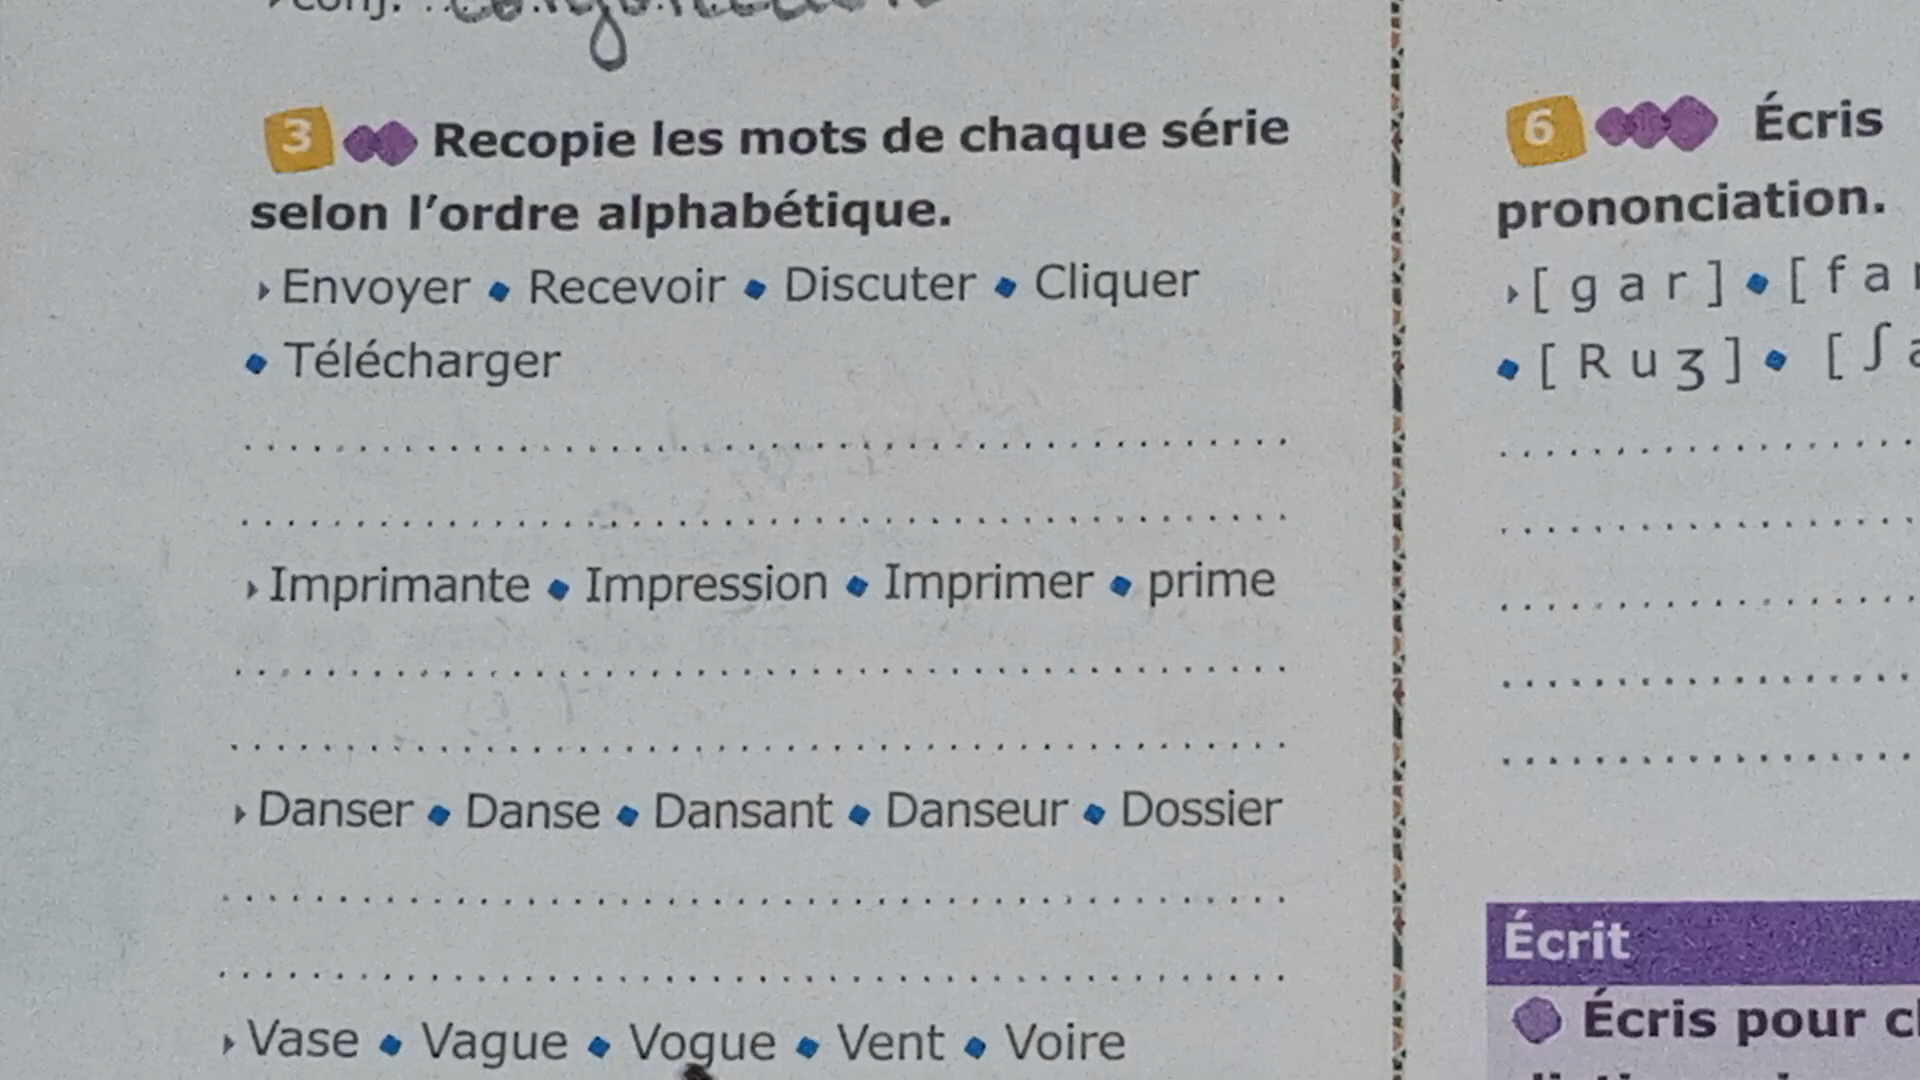 conj.
3 Recopie les mots de chaque série
selon l'ordre alphabétique.
Envoyer • Recevoir • Discuter • Cliquer
• Télécharger
Imprimante • Impression • Imprimer • prime
Danser • Danse • Dansant • Danseur • Dossier
Vase • Vague • Vogue • Vent • Voire
6 Écris
prononciation.
[ g a r ] • [ f a
• [ R u ʒ ] • [ ʃ a
Écrit
Écris pour